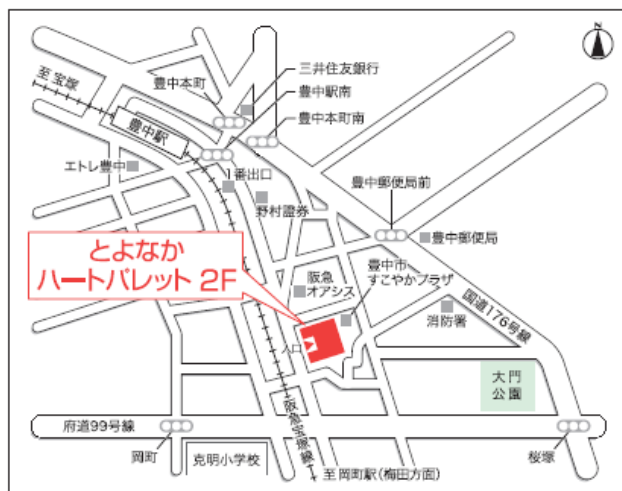 N
三井住友銀行
豊中本町
豊中駅南
至 宝塚
豊中本町南
豊中駅
エトレ豊中
1番出口
野村證券
豊中郵便局前
豊中郵便局
とよなか
ハートパレット 2F
阪急
オアシス
豊中市
すこやかプラザ
国道176号線
消防署
入口
大門
公園
阪急宝塚線
府道99号線
岡町
克明小学校
至 岡町駅(梅田方面)
桜塚